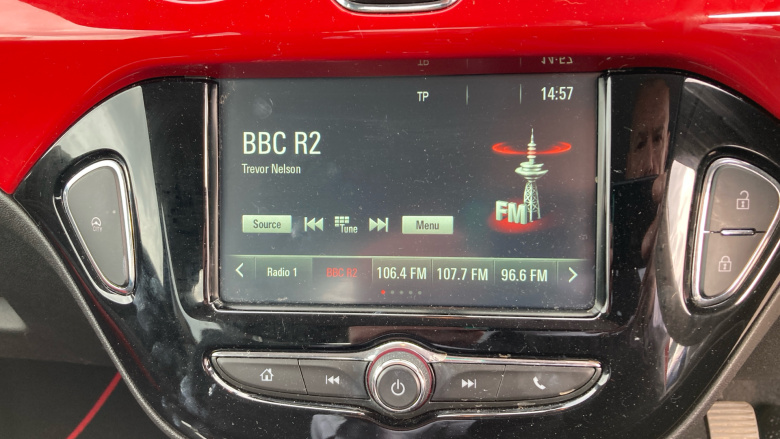 TP 14:57
BBC R2
Trevor Nelson
FM
Source Tune Menu
Radio 1 BBC R2 106.4 FM 107.7 FM 96.6 FM
CITY